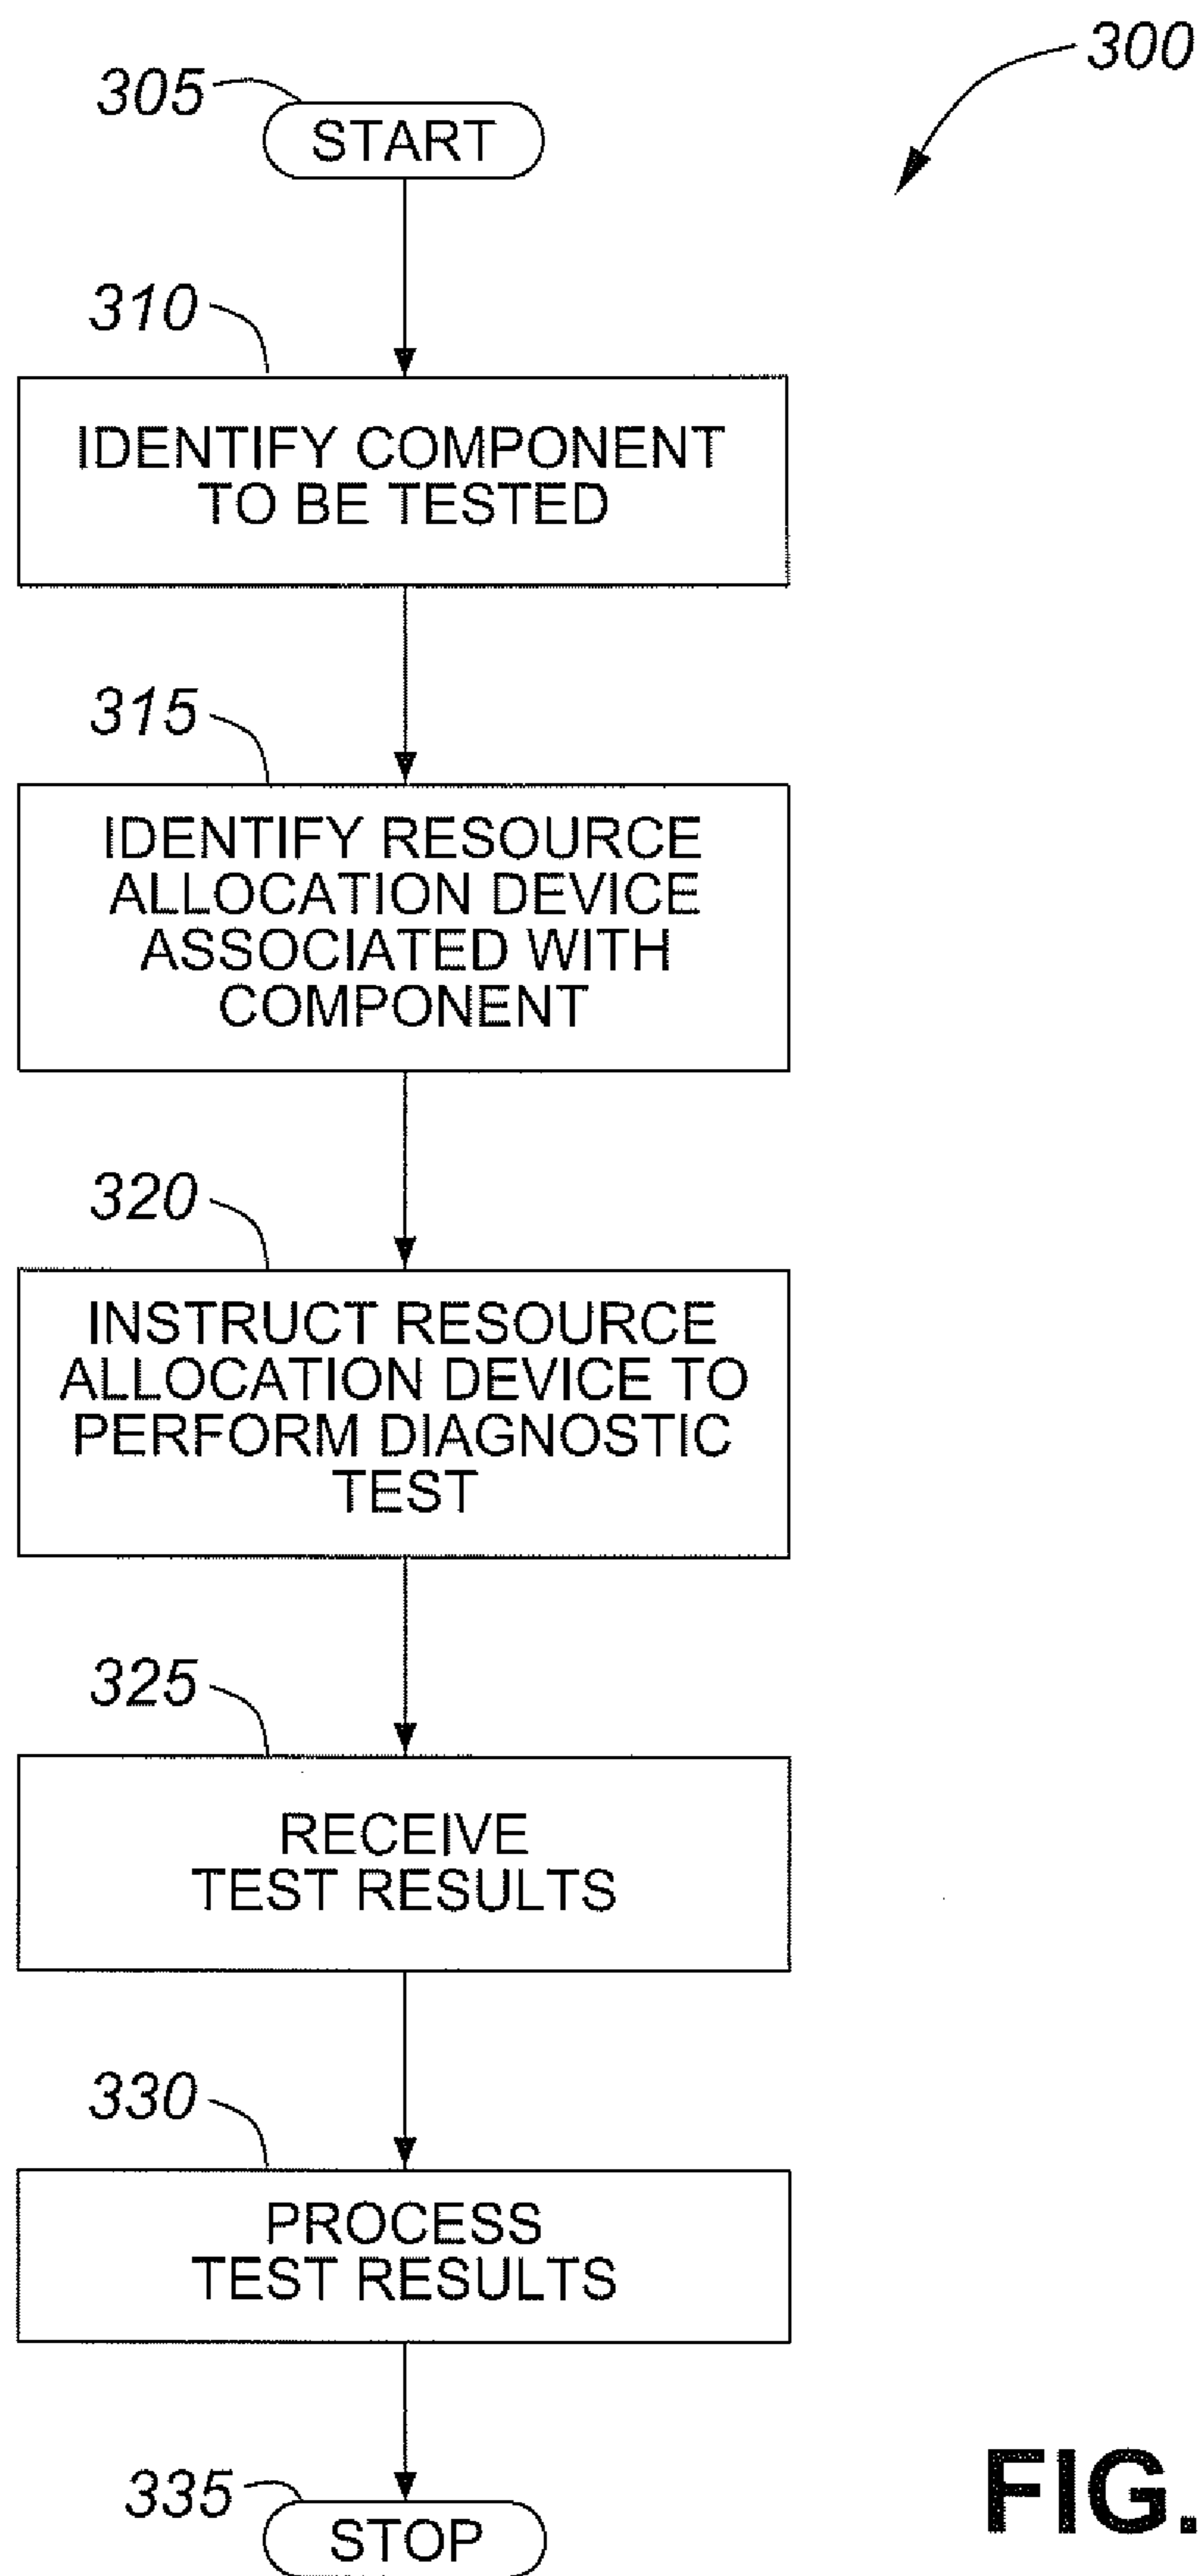 300
305
START
310
IDENTIFY COMPONENT
TO BE TESTED
315
IDENTIFY RESOURCE
ALLOCATION DEVICE
ASSOCIATED WITH
COMPONENT
320
INSTRUCT RESOURCE
ALLOCATION DEVICE TO
PERFORM DIAGNOSTIC
TEST
325
RECEIVE
TEST RESULTS
330
PROCESS
TEST RESULTS
335
STOP
FIG.